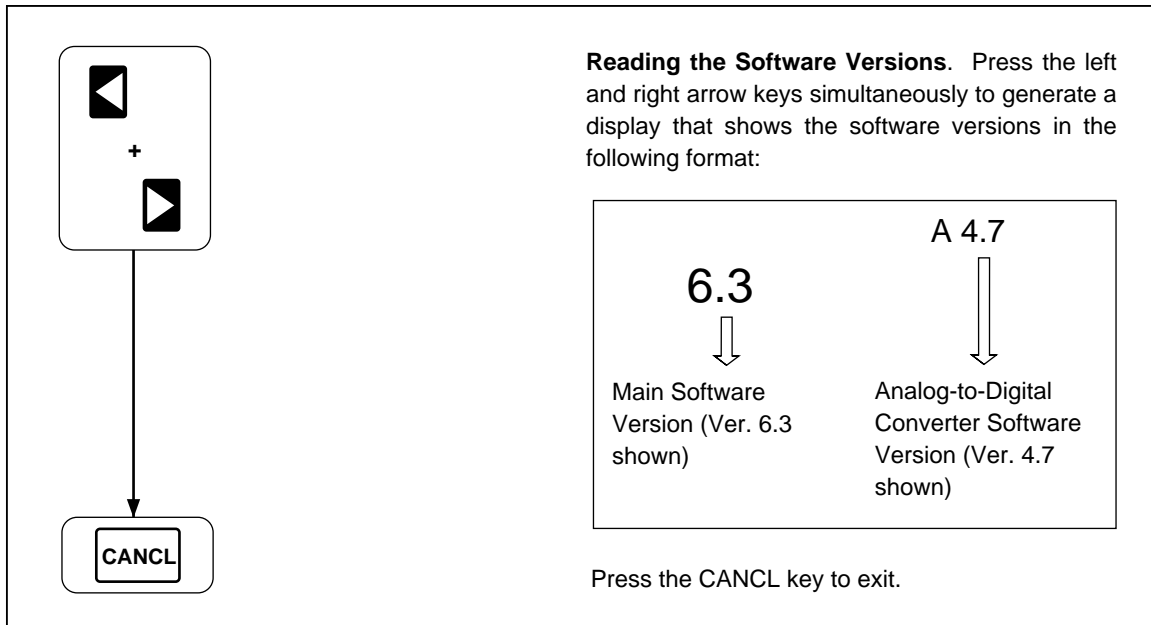 +
CANCL
Reading the Software Versions. Press the left
and right arrow keys simultaneously to generate a
display that shows the software versions in the
following format:
A 4.7
6.3
Main Software
Version (Ver. 6.3
shown)
Analog-to-Digital
Converter Software
Version (Ver. 4.7
shown)
Press the CANCL key to exit.